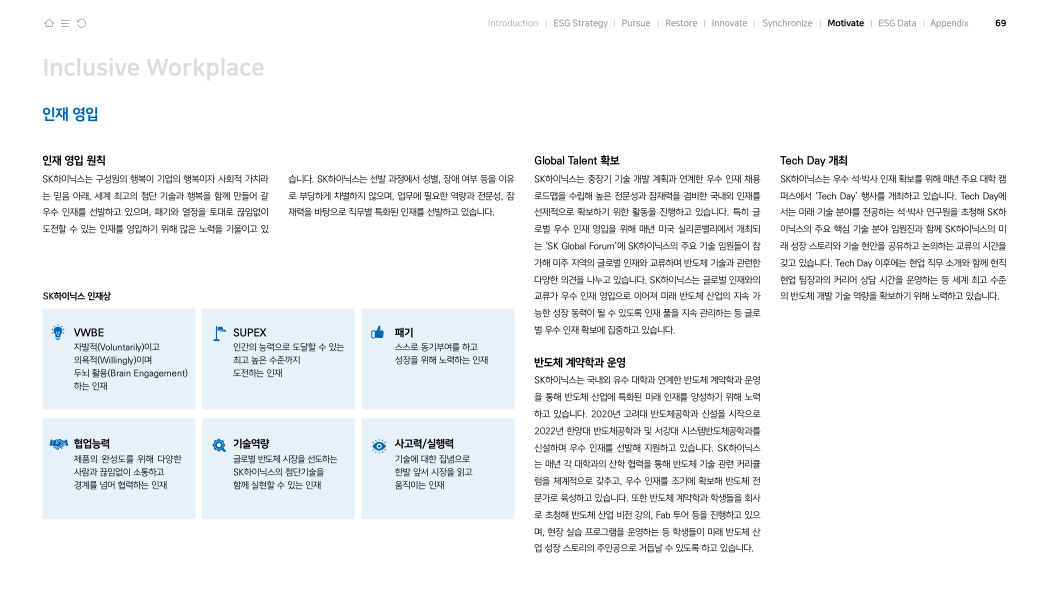 Introduction | ESG Strategy | Pursue | Restore | Innovate | Synchronize | Motivate | ESG Data | Appendix 69
Inclusive Workplace
인재 영입
인재 영입 원칙
SK하이닉스는 구성원의 행복이 기업의 행복이자 사회적 가치라
는 믿음 아래, 세계 최고의 첨단 기술과 행복을 함께 만들어 갈
우수 인재를 선발하고 있으며, 패기와 열정을 토대로 끊임없이
도전할 수 있는 인재를 영입하기 위해 많은 노력을 기울이고 있
습니다. SK하이닉스는 선발 과정에서 성별, 장애 여부 등을 이유
로 부당하게 차별하지 않으며, 업무에 필요한 역량과 전문성, 잠
재력을 바탕으로 직무별 특화된 인재를 선발하고 있습니다.
SK하이닉스 인재상
VWBE
자발적(Voluntarily)이고
의욕적(Willingly)이며
두뇌 활용(Brain Engagement)
하는 인재
SUPEX
인간의 능력으로 도달할 수 있는
최고 높은 수준까지
도전하는 인재
패기
스스로 동기부여를 하고
성장을 위해 노력하는 인재
협업능력
제품의 완성도를 위해 다양한
사람과 끊임없이 소통하고
경계를 넘어 협력하는 인재
기술역량
글로벌 반도체 시장을 선도하는
SK하이닉스의 첨단기술을
함께 실현할 수 있는 인재
사고력/실행력
기술에 대한 집념으로
한발 앞서 시장을 읽고
움직이는 인재
Global Talent 확보
SK하이닉스는 중장기 기술 개발 계획과 연계한 우수 인재 채용
로드맵을 수립해 높은 전문성과 잠재력을 겸비한 국내외 인재를
선제적으로 확보하기 위한 활동을 진행하고 있습니다. 특히 글
로벌 우수 인재 영입을 위해 매년 미국 실리콘밸리에서 개최되
는 ‘SK Global Forum’에 SK하이닉스의 주요 기술 임원들이 참
가해 미주 지역의 글로벌 인재와 교류하며 반도체 기술과 관련한
다양한 의견을 나누고 있습니다. SK하이닉스는 글로벌 인재와의
교류가 우수 인재 영입으로 이어져 미래 반도체 산업의 지속 가
능한 성장 동력이 될 수 있도록 인재 풀을 지속 관리하는 등 글로
벌 우수 인재 확보에 집중하고 있습니다.
반도체 계약학과 운영
SK하이닉스는 국내외 유수 대학과 연계한 반도체 계약학과 운영
을 통해 반도체 산업에 특화된 미래 인재를 양성하기 위해 노력
하고 있습니다. 2020년 고려대 반도체공학과 신설을 시작으로
2022년 한양대 반도체공학과 및 서강대 시스템반도체공학과를
신설하며 우수 인재를 선발해 지원하고 있습니다. SK하이닉스
는 매년 각 대학과의 산학 협력을 통해 반도체 기술 관련 커리큘
럼을 체계적으로 갖추고, 우수 인재를 조기에 확보해 반도체 전
문가로 육성하고 있습니다. 또한 반도체 계약학과 학생들을 회사
로 초청해 반도체 산업 비전 강의, Fab 투어 등을 진행하고 있으
며, 현장 실습 프로그램을 운영하는 등 학생들이 미래 반도체 산
업 성장 스토리의 주인공으로 거듭날 수 있도록 하고 있습니다.
Tech Day 개최
SK하이닉스는 우수 석·박사 인재 확보를 위해 매년 주요 대학 캠
퍼스에서 ‘Tech Day’ 행사를 개최하고 있습니다. Tech Day에
서는 미래 기술 분야를 전공하는 석·박사 연구원을 초청해 SK하
이닉스의 주요 핵심 기술 분야 임원진과 함께 SK하이닉스의 미
래 성장 스토리와 기술 현안을 공유하고 논의하는 교류의 시간을
갖고 있습니다. Tech Day 이후에는 현업 직무 소개와 함께 현직
현업 팀장과의 커리어 상담 시간을 운영하는 등 세계 최고 수준
의 반도체 개발 기술 역량을 확보하기 위해 노력하고 있습니다.